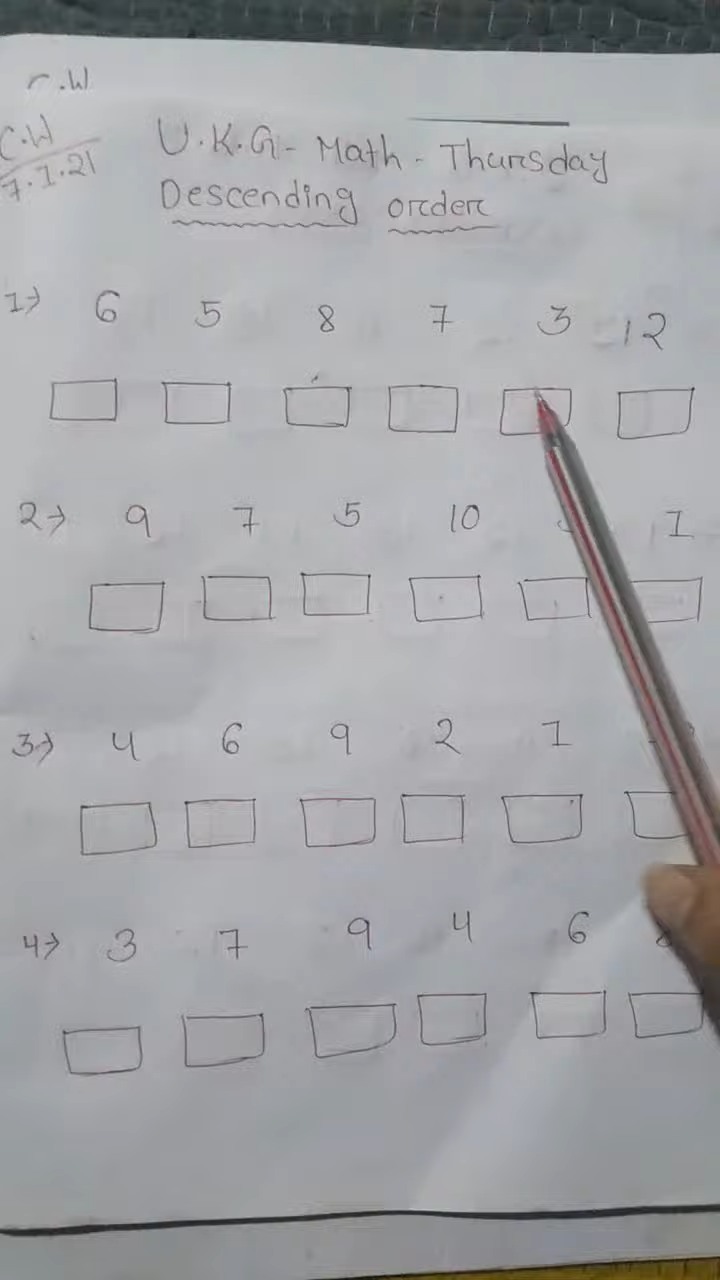 C.W
C.W
7.1.21
U.K.G- Math - Thursday
Descending order
1→ 6 5 8 7 3 12
2→ 9 7 5 10 1
3→ 4 6 9 2 1
4→ 3 7 9 4 6